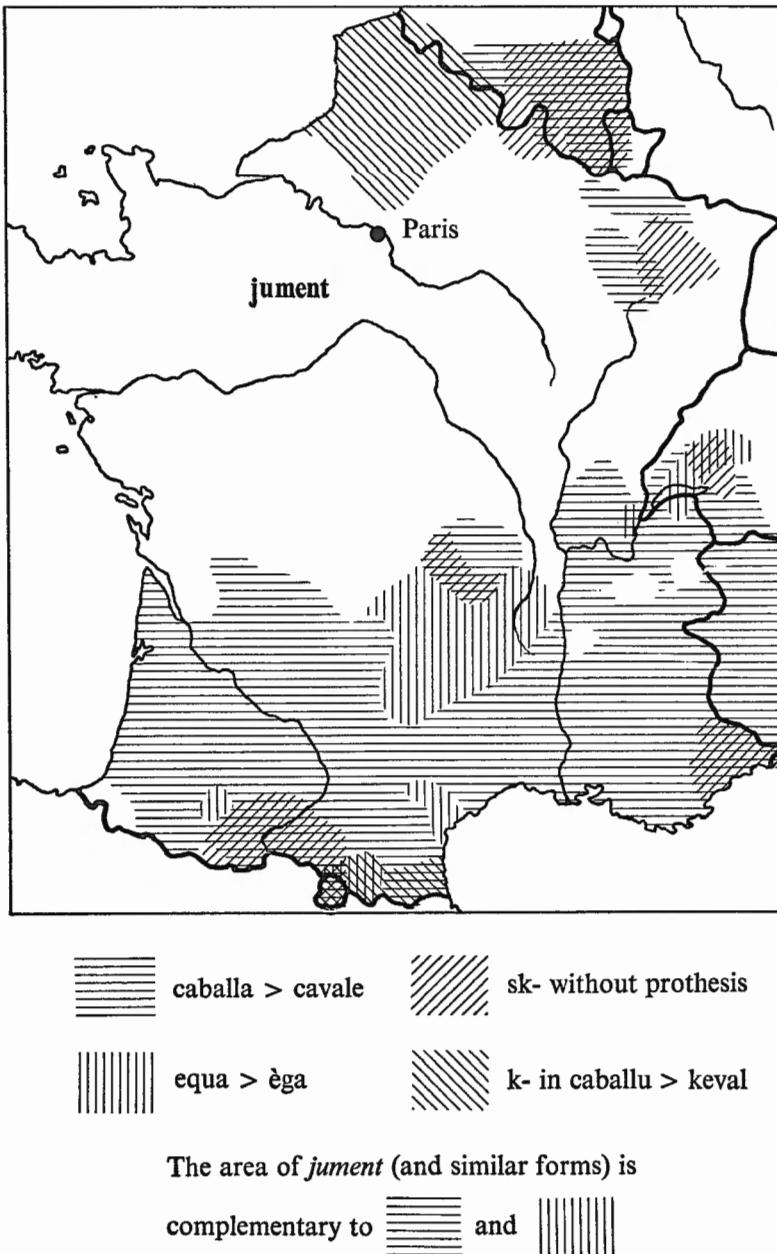 Paris
jument
caballa > cavale
sk- without prothesis
equa > èga
k- in caballu > keval
The area of jument (and similar forms) is
complementary to and